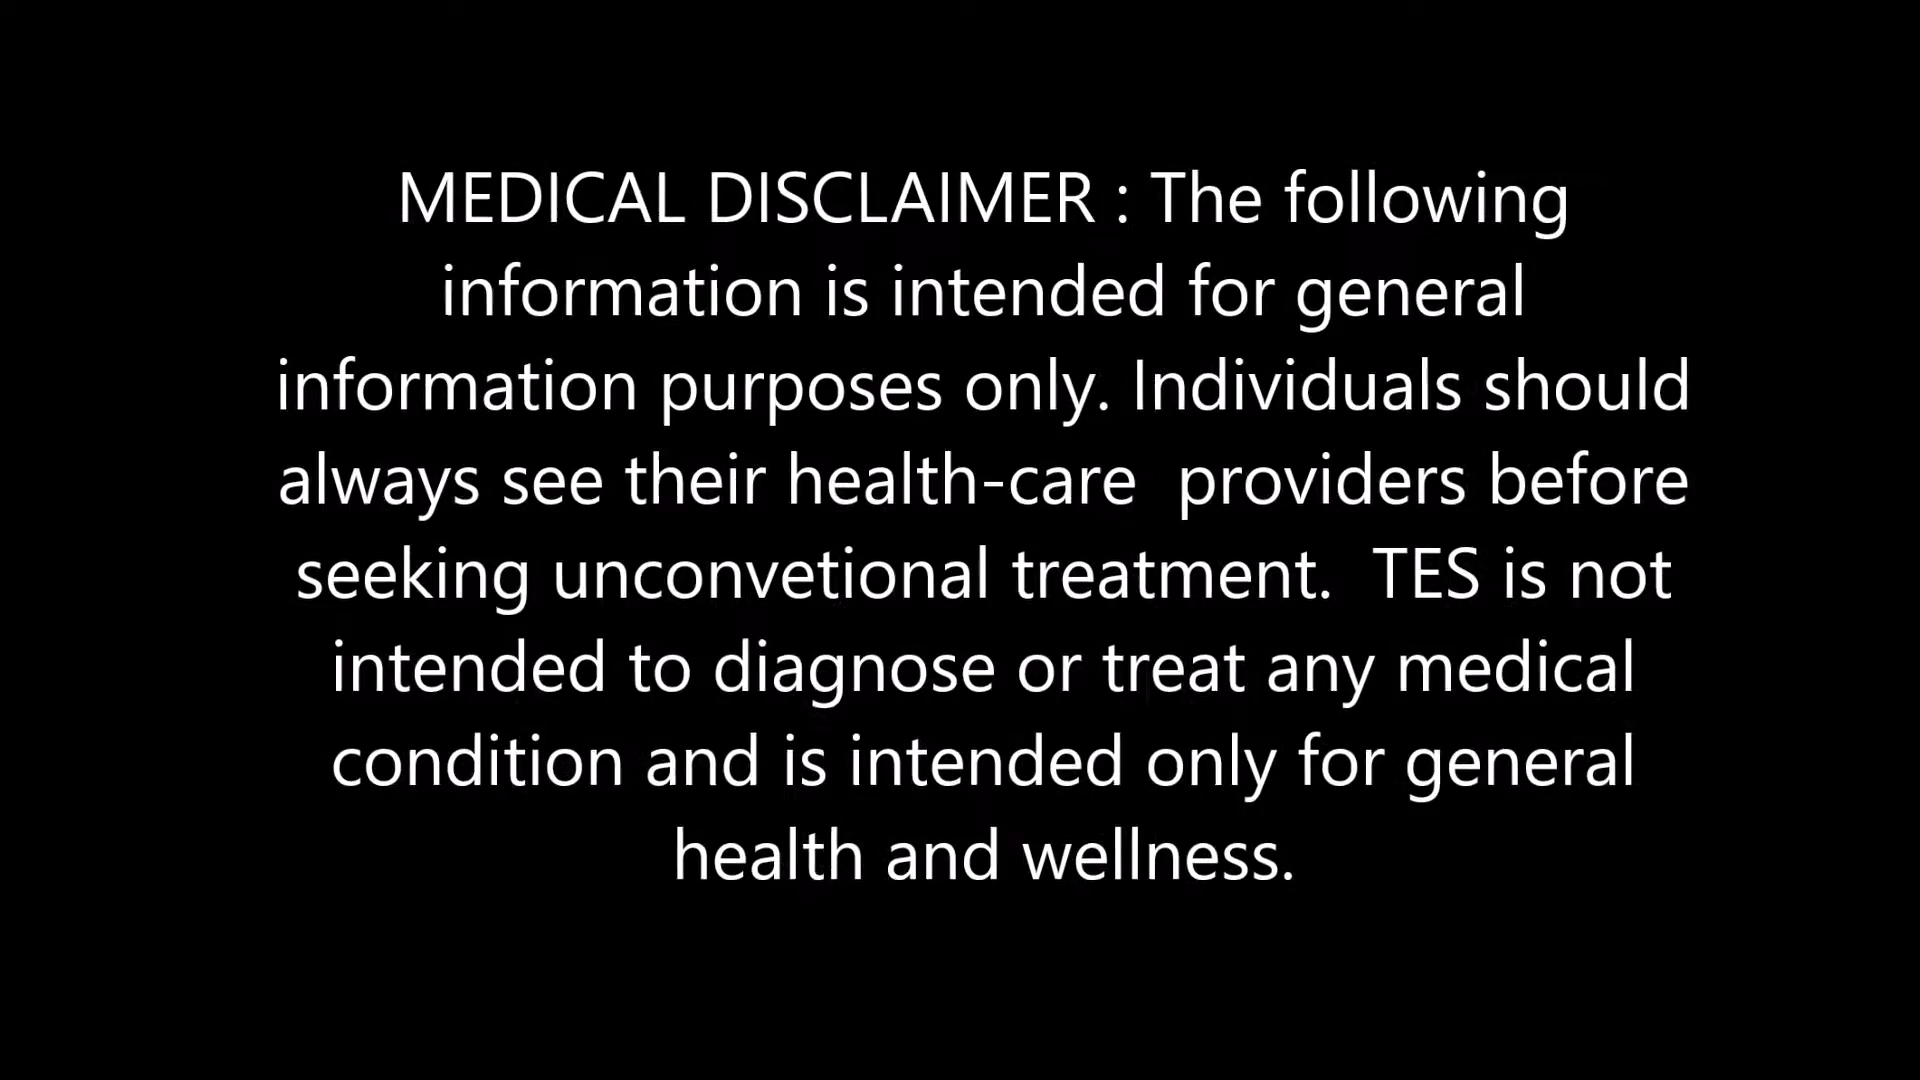 MEDICAL DISCLAIMER : The following
information is intended for general
information purposes only. Individuals should
always see their health-care  providers before
seeking unconvetional treatment.  TES is not
intended to diagnose or treat any medical
condition and is intended only for general
health and wellness.